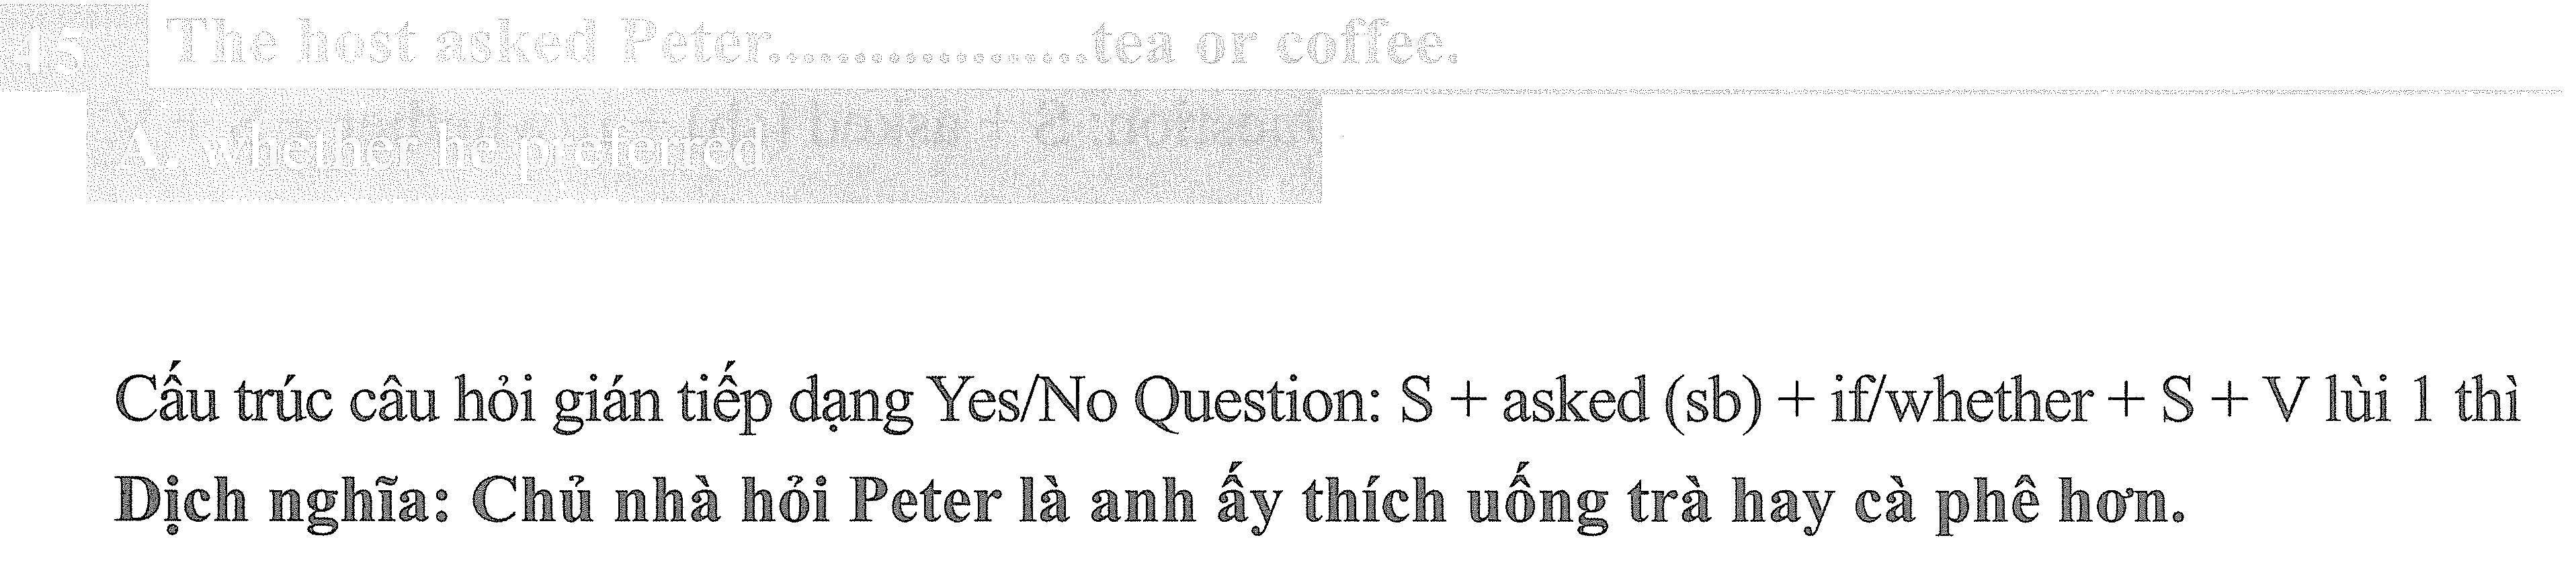 45 The host asked Peter...................tea or coffee.
A. whether he preferred
Cấu trúc câu hỏi gián tiếp dạng Yes/No Question: S + asked (sb) + if/whether + S + V lùi 1 thì
Dịch nghĩa: Chủ nhà hỏi Peter là anh ấy thích uống trà hay cà phê hơn.